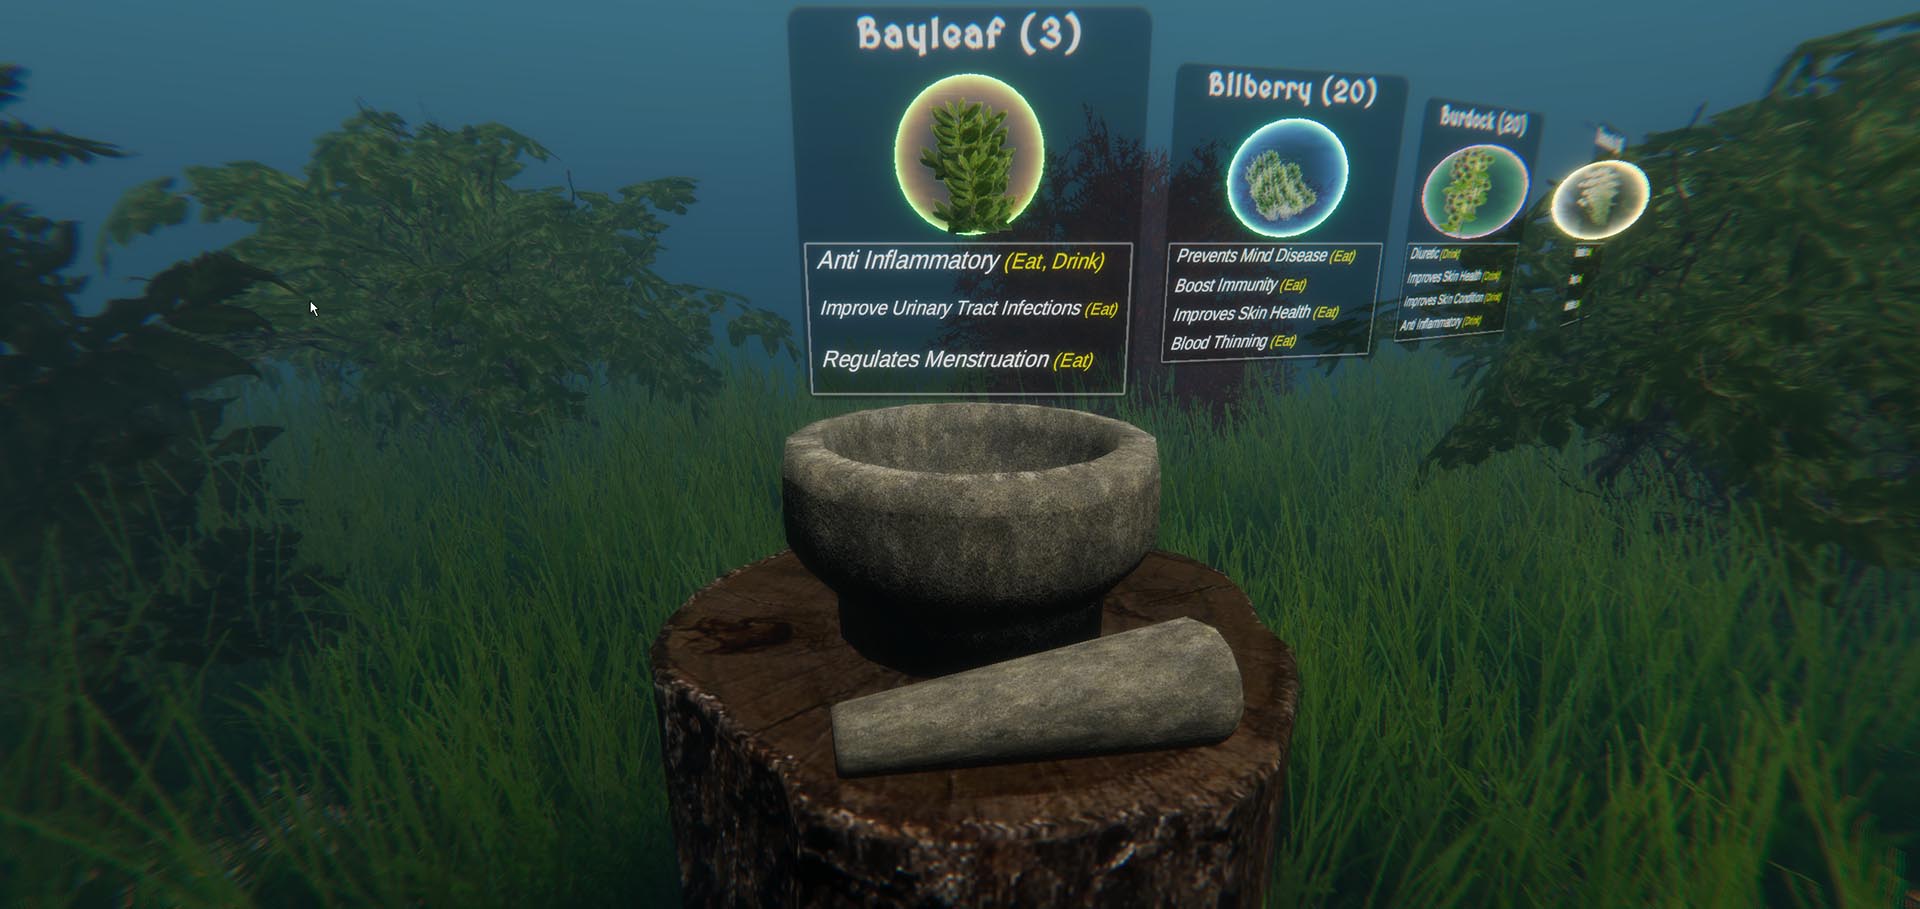 Bayleaf (3)
Anti Inflammatory (Eat, Drink)
Improve Urinary Tract Infections (Eat)
Regulates Menstruation (Eat)
Bilberry (20)
Prevents Mind Disease (Eat)
Boost Immunity (Eat)
Improves Skin Health (Eat)
Blood Thinning (Eat)
Burdock (20)
Diuretic (Drink)
Improves Skin Health (Drink)
Improves Skin Condition (Drink)
Anti Inflammatory (Drink)